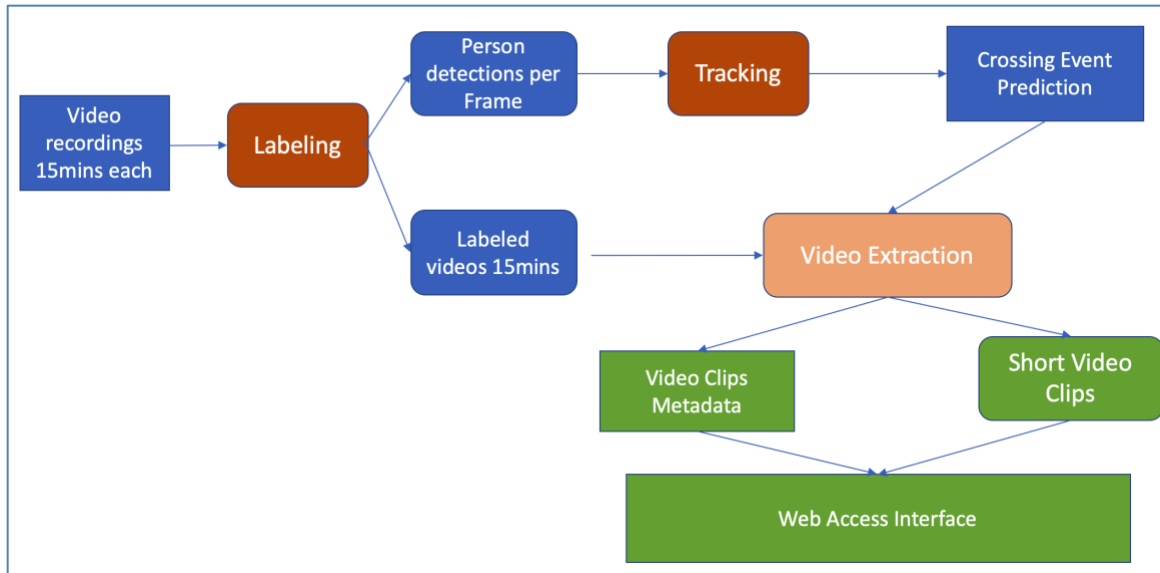 Video
recordings
15mins each
Labeling
Person
detections per
Frame
Tracking
Crossing Event
Prediction
Labeled
videos 15mins
Video Extraction
Video Clips
Metadata
Short Video
Clips
Web Access Interface